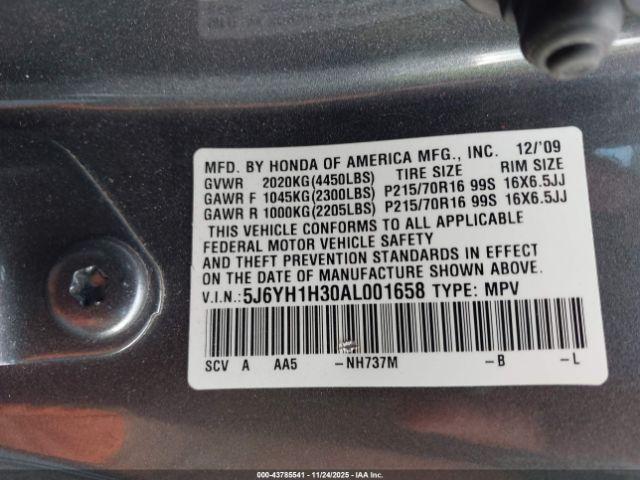 MFD. BY HONDA OF AMERICA MFG., INC. 12/'09
GVWR 2020KG(4450LBS) TIRE SIZE RIM SIZE
GAWR F 1045KG(2300LBS) P215/70R16 99S 16X6.5JJ
GAWR R 1000KG(2205LBS) P215/70R16 99S 16X6.5JJ
THIS VEHICLE CONFORMS TO ALL APPLICABLE
FEDERAL MOTOR VEHICLE SAFETY
AND THEFT PREVENTION STANDARDS IN EFFECT
ON THE DATE OF MANUFACTURE SHOWN ABOVE.
V.I.N.:5J6YH1H30AL001658 TYPE: MPV
SCV A AA5 -NH737M -B -L
© IAA - 000-43785541 - 11/24/2025 - IAA Inc.